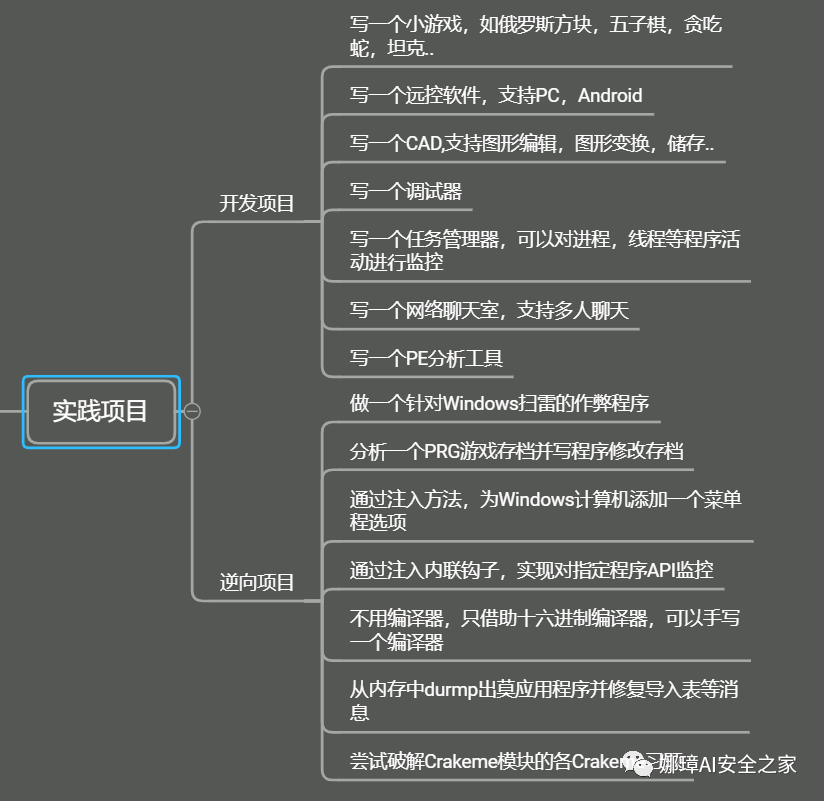 写一个小游戏，如俄罗斯方块，五子棋，贪吃
蛇，坦克..
写一个远控软件，支持PC，Android
写一个CAD,支持图形编辑，图形变换，储存..
开发项目
写一个调试器
写一个任务管理器，可以对进程，线程等程序活
动进行监控
写一个网络聊天室，支持多人聊天
写一个PE分析工具
实践项目
做一个针对Windows扫雷的作弊程序
分析一个PRG游戏存档并写程序修改存档
通过注入方法，为Windows计算机添加一个菜单
程选项
逆向项目
通过注入内联钩子，实现对指定程序API监控
不用编译器，只借助十六进制编译器，可以手写
一个编译器
从内存中durmp出莫应用程序并修复导入表等消
息
尝试破解Crakeme模块的各Crakem习题
娜璋AI安全之家